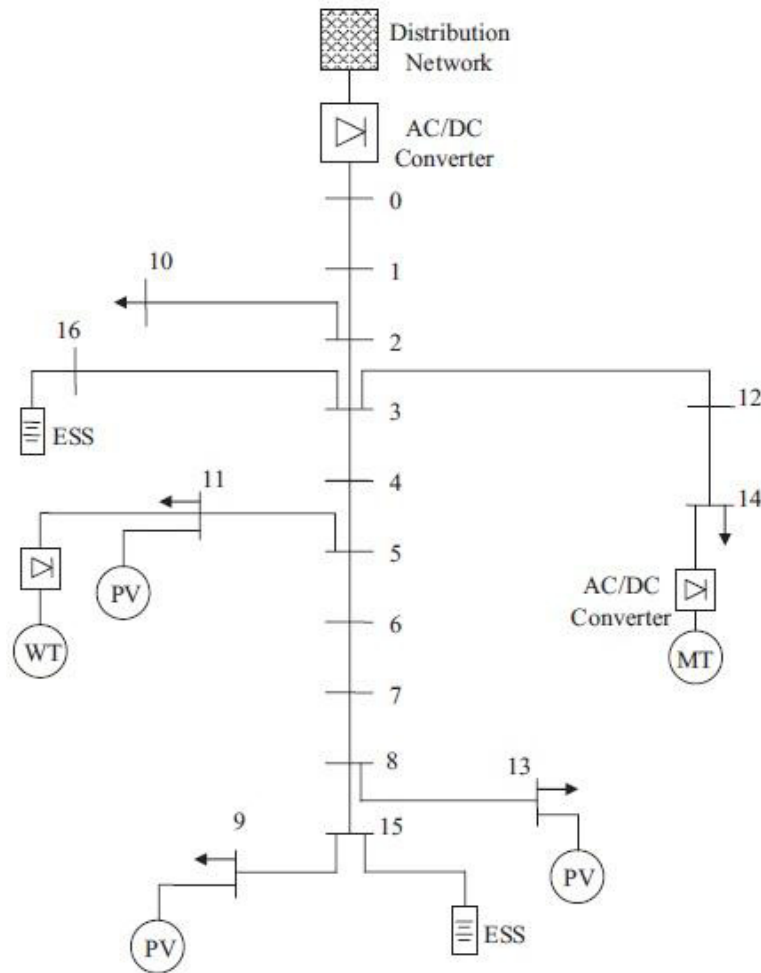 Distribution
Network
AC/DC
Converter
0
1
10
2
16
3
12
ESS
4
11
14
5
PV
AC/DC
Converter
6
WT
MT
7
8
13
9
15
PV
ESS
PV